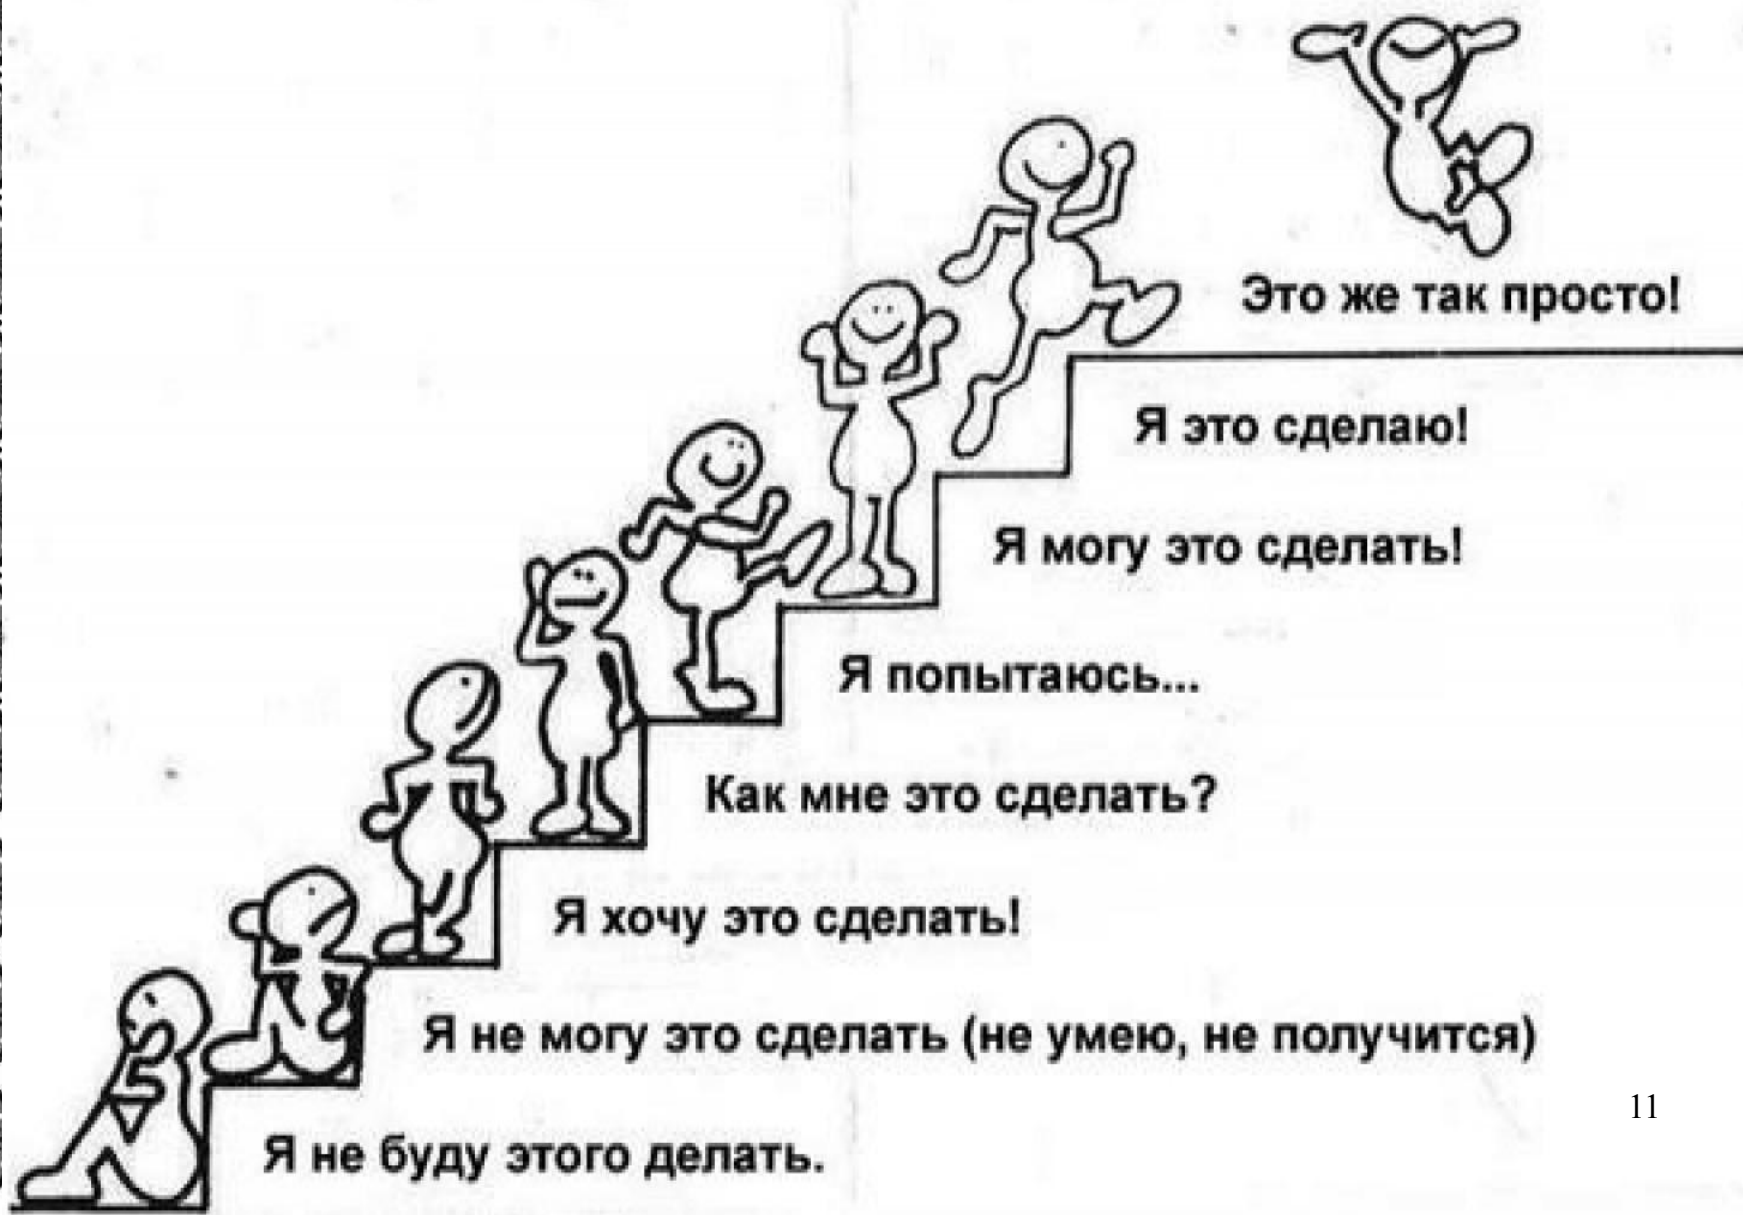 Это же так просто!
Я это сделаю!
Я могу это сделать!
Я попытаюсь...
Как мне это сделать?
Я хочу это сделать!
Я не могу это сделать (не умею, не получится)
11
Я не буду этого делать.